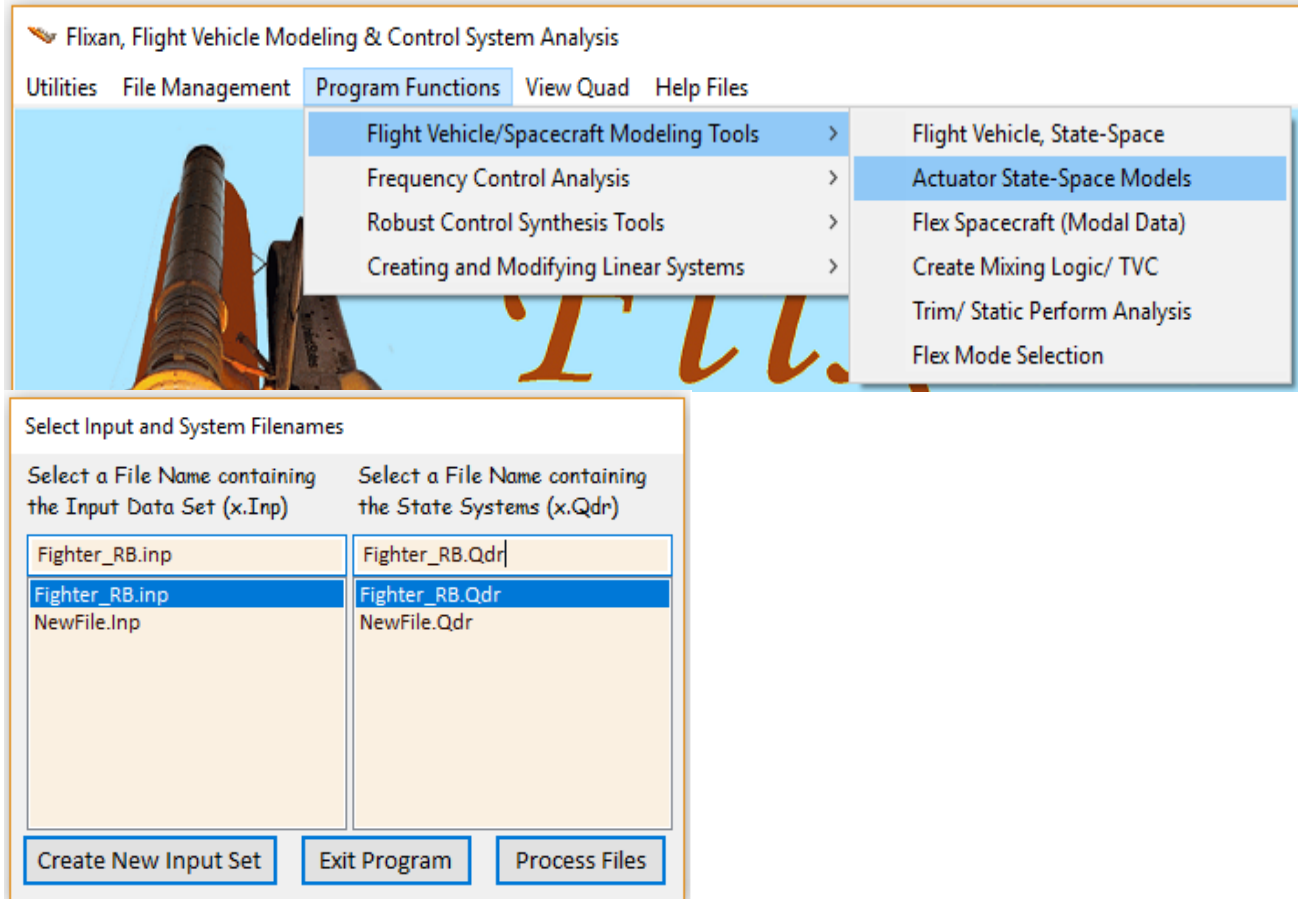 Flixan, Flight Vehicle Modeling & Control System Analysis
Utilities File Management Program Functions View Quad Help Files
Flight Vehicle/Spacecraft Modeling Tools >
Frequency Control Analysis >
Robust Control Synthesis Tools >
Creating and Modifying Linear Systems >
Flight Vehicle, State-Space
Actuator State-Space Models
Flex Spacecraft (Modal Data)
Create Mixing Logic/ TVC
Trim/ Static Perform Analysis
Flex Mode Selection
Select Input and System Filenames
Select a File Name containing
the Input Data Set (x.Inp)
Select a File Name containing
the State Systems (x.Qdr)
Fighter_RB.inp
Fighter_RB.Qdr
Fighter_RB.inp
NewFile.Inp
Fighter_RB.Qdr
NewFile.Qdr
Create New Input Set
Exit Program
Process Files